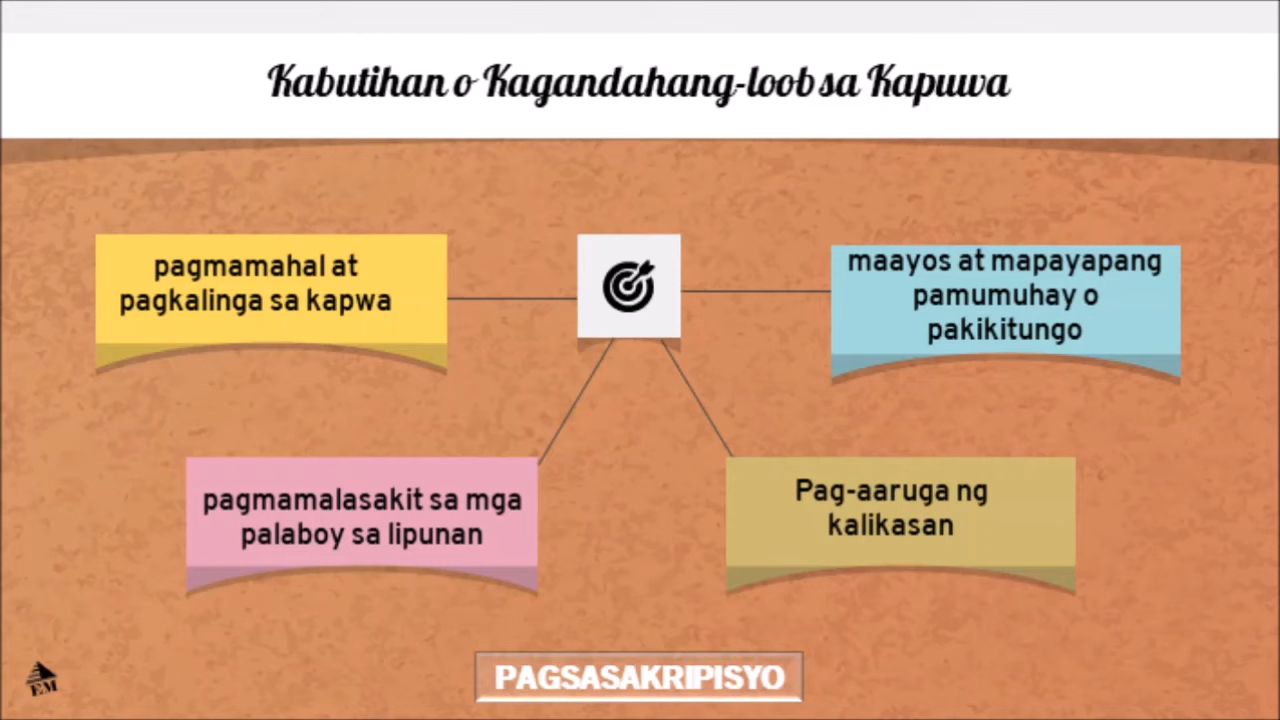 Kabutihan o Kagandahang-loob sa Kapuwa
pagmamahal at
pagkalinga sa kapwa
maayos at mapayapang
pamumuhay o
pakikitungo
pagmamalasakit sa mga
palaboy sa lipunan
Pag-aaruga ng
kalikasan
PAGSASAKRIPISYO
EM